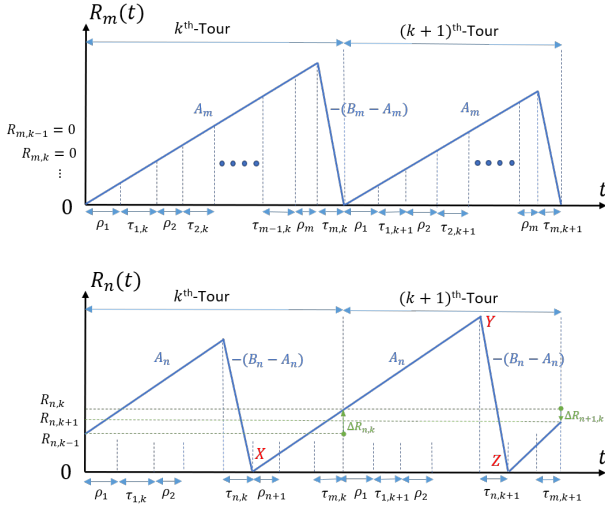 R_m(t)
k^th-Tour (k + 1)^th-Tour
A_m −(B_m − A_m) A_m
R_{m,k−1} = 0
R_{m,k} = 0
⋮
0 t
ρ_1 τ_{1,k} ρ_2 τ_{2,k} τ_{m−1,k} ρ_m τ_{m,k} ρ_1 τ_{1,k+1} ρ_2 τ_{2,k+1} ρ_m τ_{m,k+1}
R_n(t)
k^th-Tour (k + 1)^th-Tour
Y
A_n −(B_n − A_n) A_n −(B_n − A_n)
R_{n,k}
R_{n,k+1} ΔR_{n,k} ΔR_{n+1,k}
R_{n,k−1}
X Z
0 t
ρ_1 τ_{1,k} ρ_2 τ_{n,k} ρ_{n+1} τ_{m,k} ρ_1 τ_{1,k+1} ρ_2 τ_{n,k+1} τ_{m,k+1}